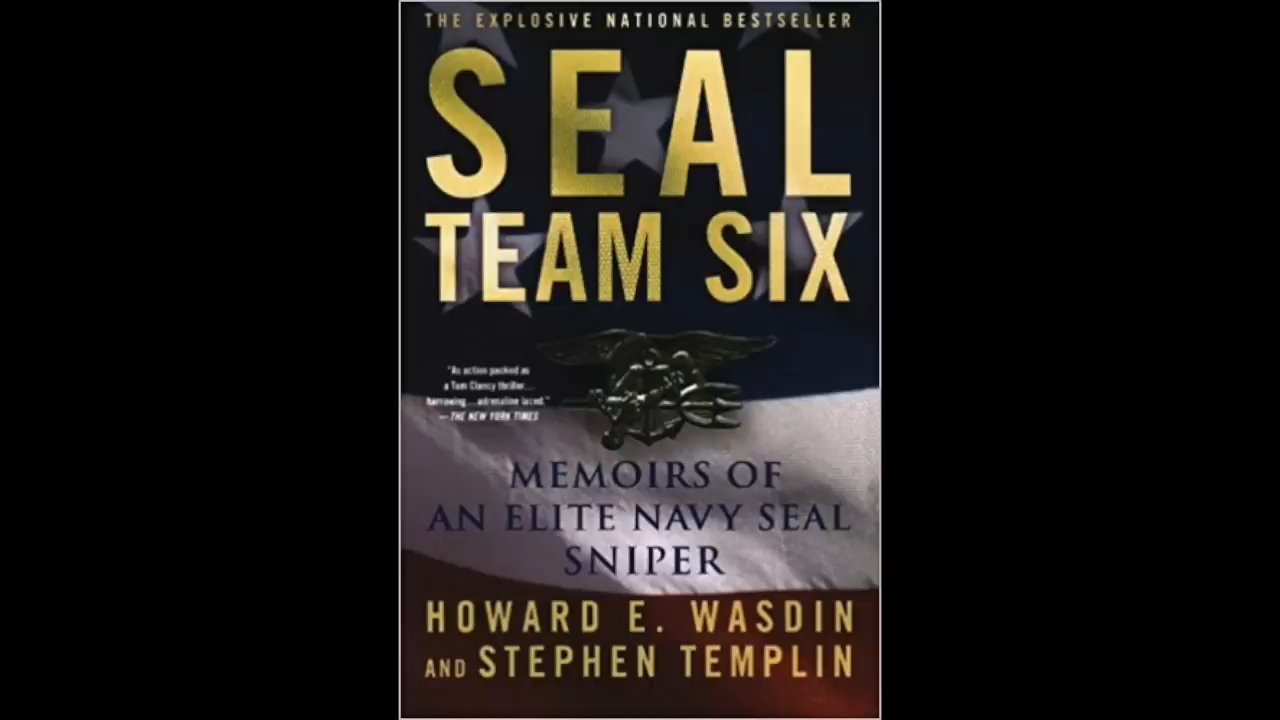 THE EXPLOSIVE NATIONAL BESTSELLER
SEAL
TEAM SIX
"As action packed as
a Tom Clancy thriller....
harrowing....adrenaline laced."
—THE NEW YORK TIMES
MEMOIRS OF
AN ELITE NAVY SEAL
SNIPER
HOWARD E. WASDIN
AND STEPHEN TEMPLIN